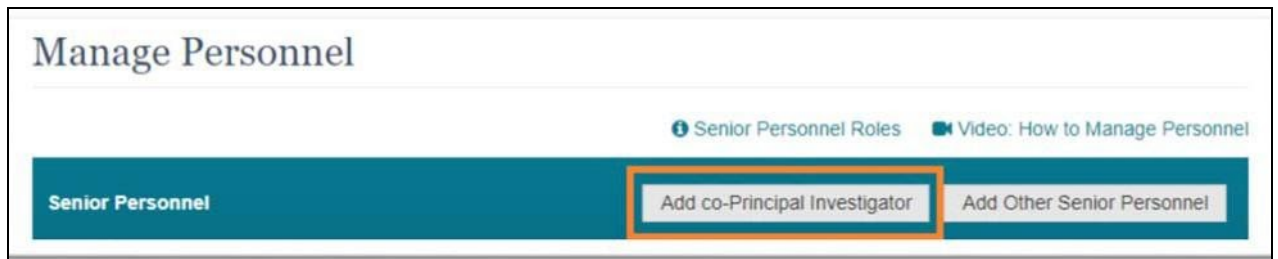 Manage Personnel
Senior Personnel Roles Video: How to Manage Personnel
Senior Personnel Add co-Principal Investigator Add Other Senior Personnel